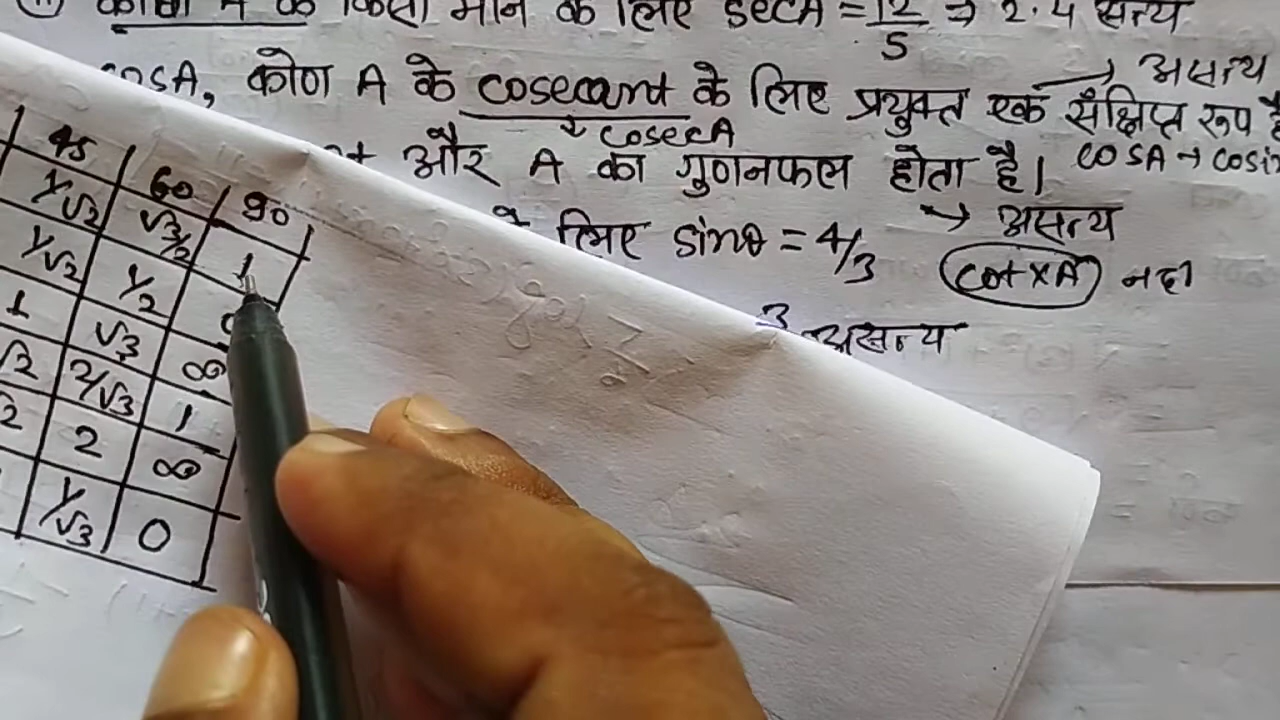 के किसी मान के लिए secA = 12/5 → 2.4 सत्य
→ असत्य
cosA, कोण A के cosecant के लिए प्रयुक्त एक संक्षिप्त रूप है
cosecA
और A का गुणनफल होता है। cosA → cosi
→ असत्य
लिए sinθ = 4/3 cot×A नही
3 असत्य
45 60 90
1/√2 √3/2 1
1/√2 1/2
1 √3 ∞
√2 2/√3 1
√2 2 ∞
1/√3 0